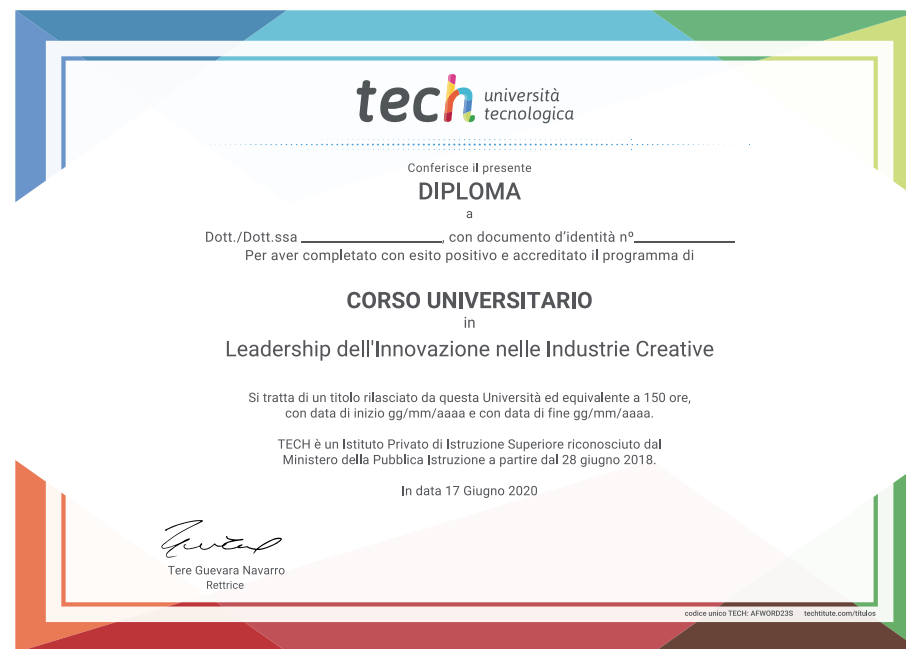 tech università
tecnologica
Conferisce il presente
DIPLOMA
a
Dott./Dott.ssa ____________________, con documento d'identità nº______________
Per aver completato con esito positivo e accreditato il programma di
CORSO UNIVERSITARIO
in
Leadership dell'Innovazione nelle Industrie Creative
Si tratta di un titolo rilasciato da questa Università ed equivalente a 150 ore,
con data di inizio gg/mm/aaaa e con data di fine gg/mm/aaaa.
TECH è un Istituto Privato di Istruzione Superiore riconosciuto dal
Ministero della Pubblica Istruzione a partire dal 28 giugno 2018.
In data 17 Giugno 2020
Tere Guevara Navarro
Rettrice
codice unico TECH: AFWORD23S techtitute.com/titulos